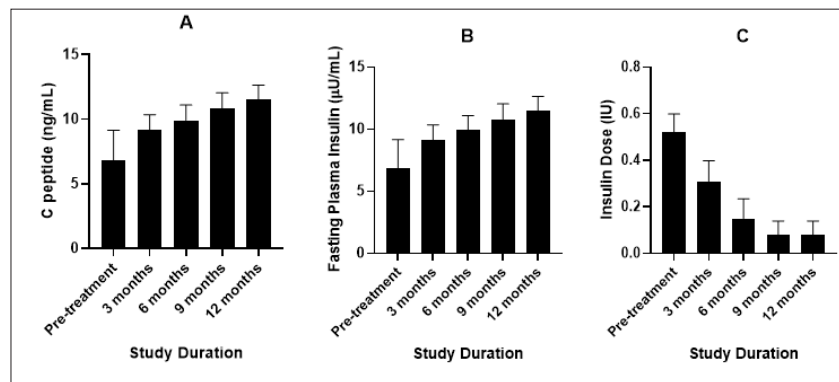 A
C peptide (ng/mL)
15
10
5
0
Pre-treatment
3 months
6 months
9 months
12 months
Study Duration
B
Fasting Plasma Insulin (µU/mL)
15
10
5
0
Pre-treatment
3 months
6 months
9 months
12 months
Study Duration
C
Insulin Dose (IU)
0.8
0.6
0.4
0.2
0.0
Pre-treatment
3 months
6 months
9 months
12 months
Study Duration